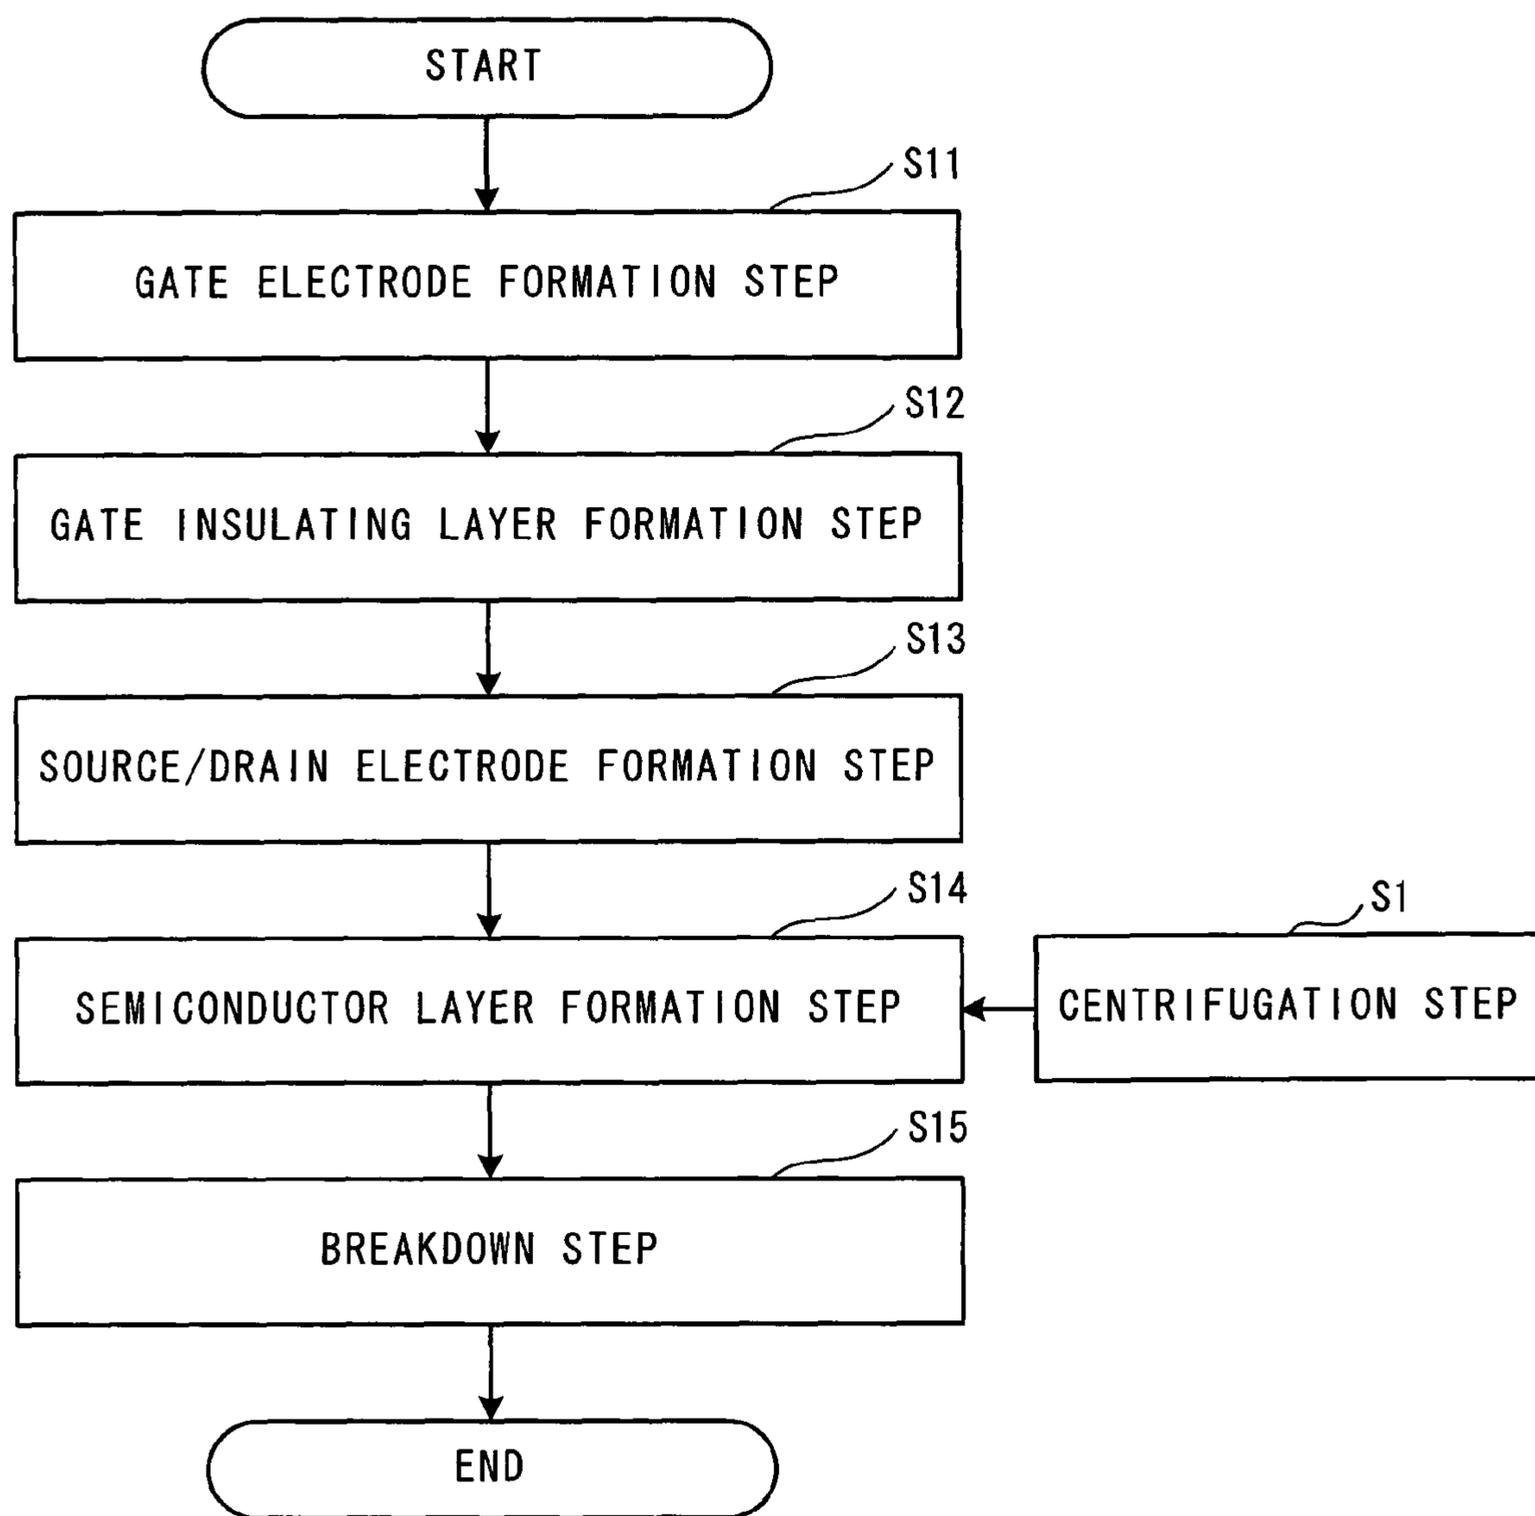 START
S11
GATE ELECTRODE FORMATION STEP
S12
GATE INSULATING LAYER FORMATION STEP
S13
SOURCE/DRAIN ELECTRODE FORMATION STEP
S14
SEMICONDUCTOR LAYER FORMATION STEP
S1
CENTRIFUGATION STEP
S15
BREAKDOWN STEP
END